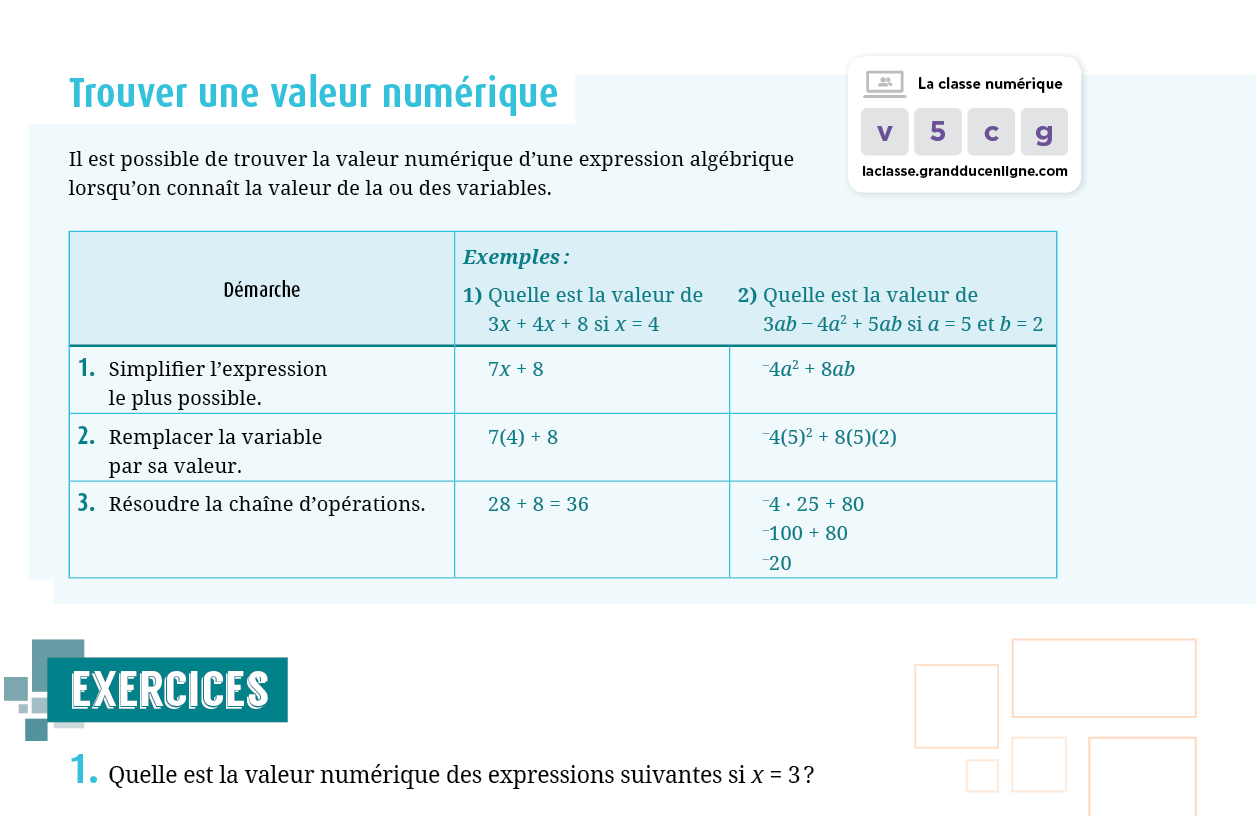 Trouver une valeur numérique
La classe numérique
v 5 c g
laclasse.grandducenligne.com
Il est possible de trouver la valeur numérique d’une expression algébrique
lorsqu’on connaît la valeur de la ou des variables.
Démarche
Exemples :
1) Quelle est la valeur de
3x + 4x + 8 si x = 4
2) Quelle est la valeur de
3ab – 4a² + 5ab si a = 5 et b = 2
1. Simplifier l’expression
le plus possible.
7x + 8
⁻4a² + 8ab
2. Remplacer la variable
par sa valeur.
7(4) + 8
⁻4(5)² + 8(5)(2)
3. Résoudre la chaîne d’opérations.
28 + 8 = 36
⁻4 · 25 + 80
⁻100 + 80
⁻20
EXERCICES
1. Quelle est la valeur numérique des expressions suivantes si x = 3 ?